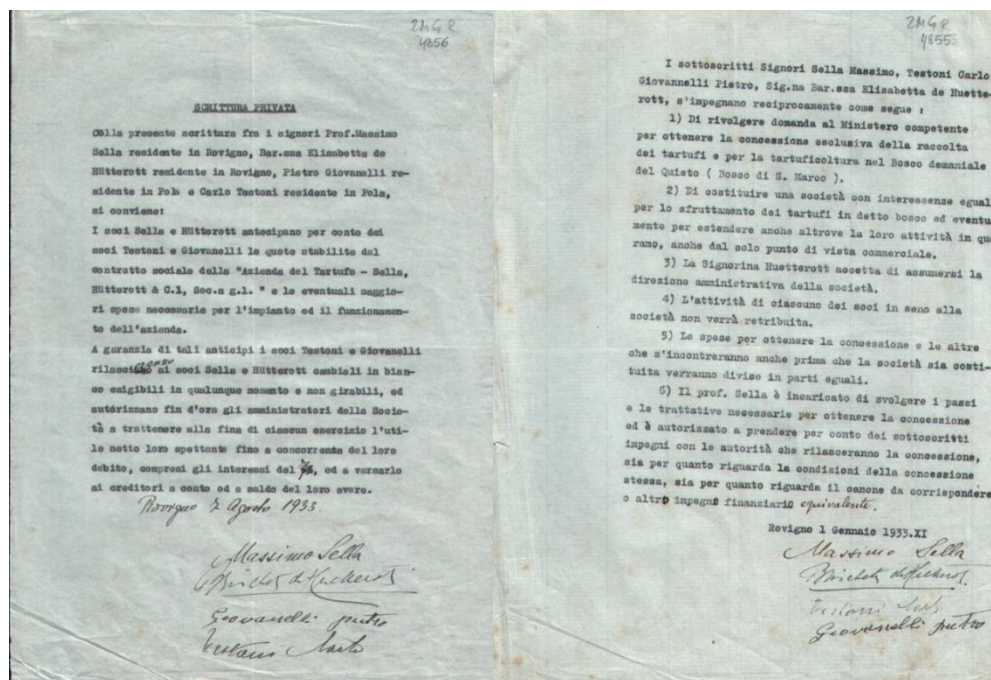 2MGR
4856
SCRITTURA PRIVATA
Colla presente scrittura fra i signori Prof.Massimo
Sella residente in Rovigno, Bar.ssa Elisabetta de
Hütterott residente in Rovigno, Pietro Giovanelli re-
sidente in Pola e Carlo Testoni residente in Pola,
si conviene:
I soci Sella e Hütterott antecipano per conto dei
soci Testoni e Giovanelli le quote stabilite dal
contratto sociale della "Azienda del Tartufo - Sella,
Hütterott & C.i, Soc.a g.l. " e le eventuali maggio-
ri spese necessarie per l'impianto ed il funzionamen-
to dell'azienda.
A garanzia di tali anticipi i soci Testoni e Giovanelli
ai soci Sella e Hütterott cambiali in bian-
co esigibili in qualunque momento e non girabili, ed
autorizzano fin d'ora gli amministratori della Socie-
tà a trattenere alla fine di ciascun esercizio l'uti-
le netto loro spettante fino a concorrenza del loro
debito, compresi gli interessi del ed a versarlo
ai creditori a conto od a saldo del loro avere.
Rovigno 7 Agosto 1933.
Massimo Sella
Giovanelli pietro
Testoni Carlo
2MGR
4855
I sottoscritti Signori Sella Massimo, Testoni Carlo
Giovannelli Pietro, Sig.na Bar.ssa Elisabetta de Huette-
rott, s'impegnano reciprocamente come segue :
1) Di rivolgere domanda al Ministero competente
per ottenere la concessione esclusiva della raccolta
dei tartufi e per la tartuficoltura nel Bosco demaniale
del Quieto ( Bosco di S. Marco ).
2) Di costituire una società con interessenze egual
per lo sfruttamento dei tartufi in detto bosco ed eventu
mente per estendere anche altrove la loro attività in que
ramo, anche dal solo punto di vista commerciale.
3) La Signorina Huetterott accetta di assumersi la
direzione amministrativa della società.
4) L'attività di ciascuno dei soci in seno alla
società non verrà retribuita.
5) Le spese per ottenere la concessione e le altre
che s'incontreranno anche prima che la società sia costi-
tuita verranno divise in parti eguali.
6) Il prof. Sella è incaricato di svolgere i passi
e le trattative necessarie per ottenere la concessione
ed è autorizzato a prendere per conto dei sottoscritti
impegni con le autorità che rilasceranno la concessione,
sia per quanto riguarda la condizioni della concessione
stessa, sia per quanto riguarda il canone da corrispondere
o altro impegno finanziario equivalente.
Rovigno 1 Gennaio 1933.XI
Massimo Sella
Testoni Carlo
Giovanelli pietro